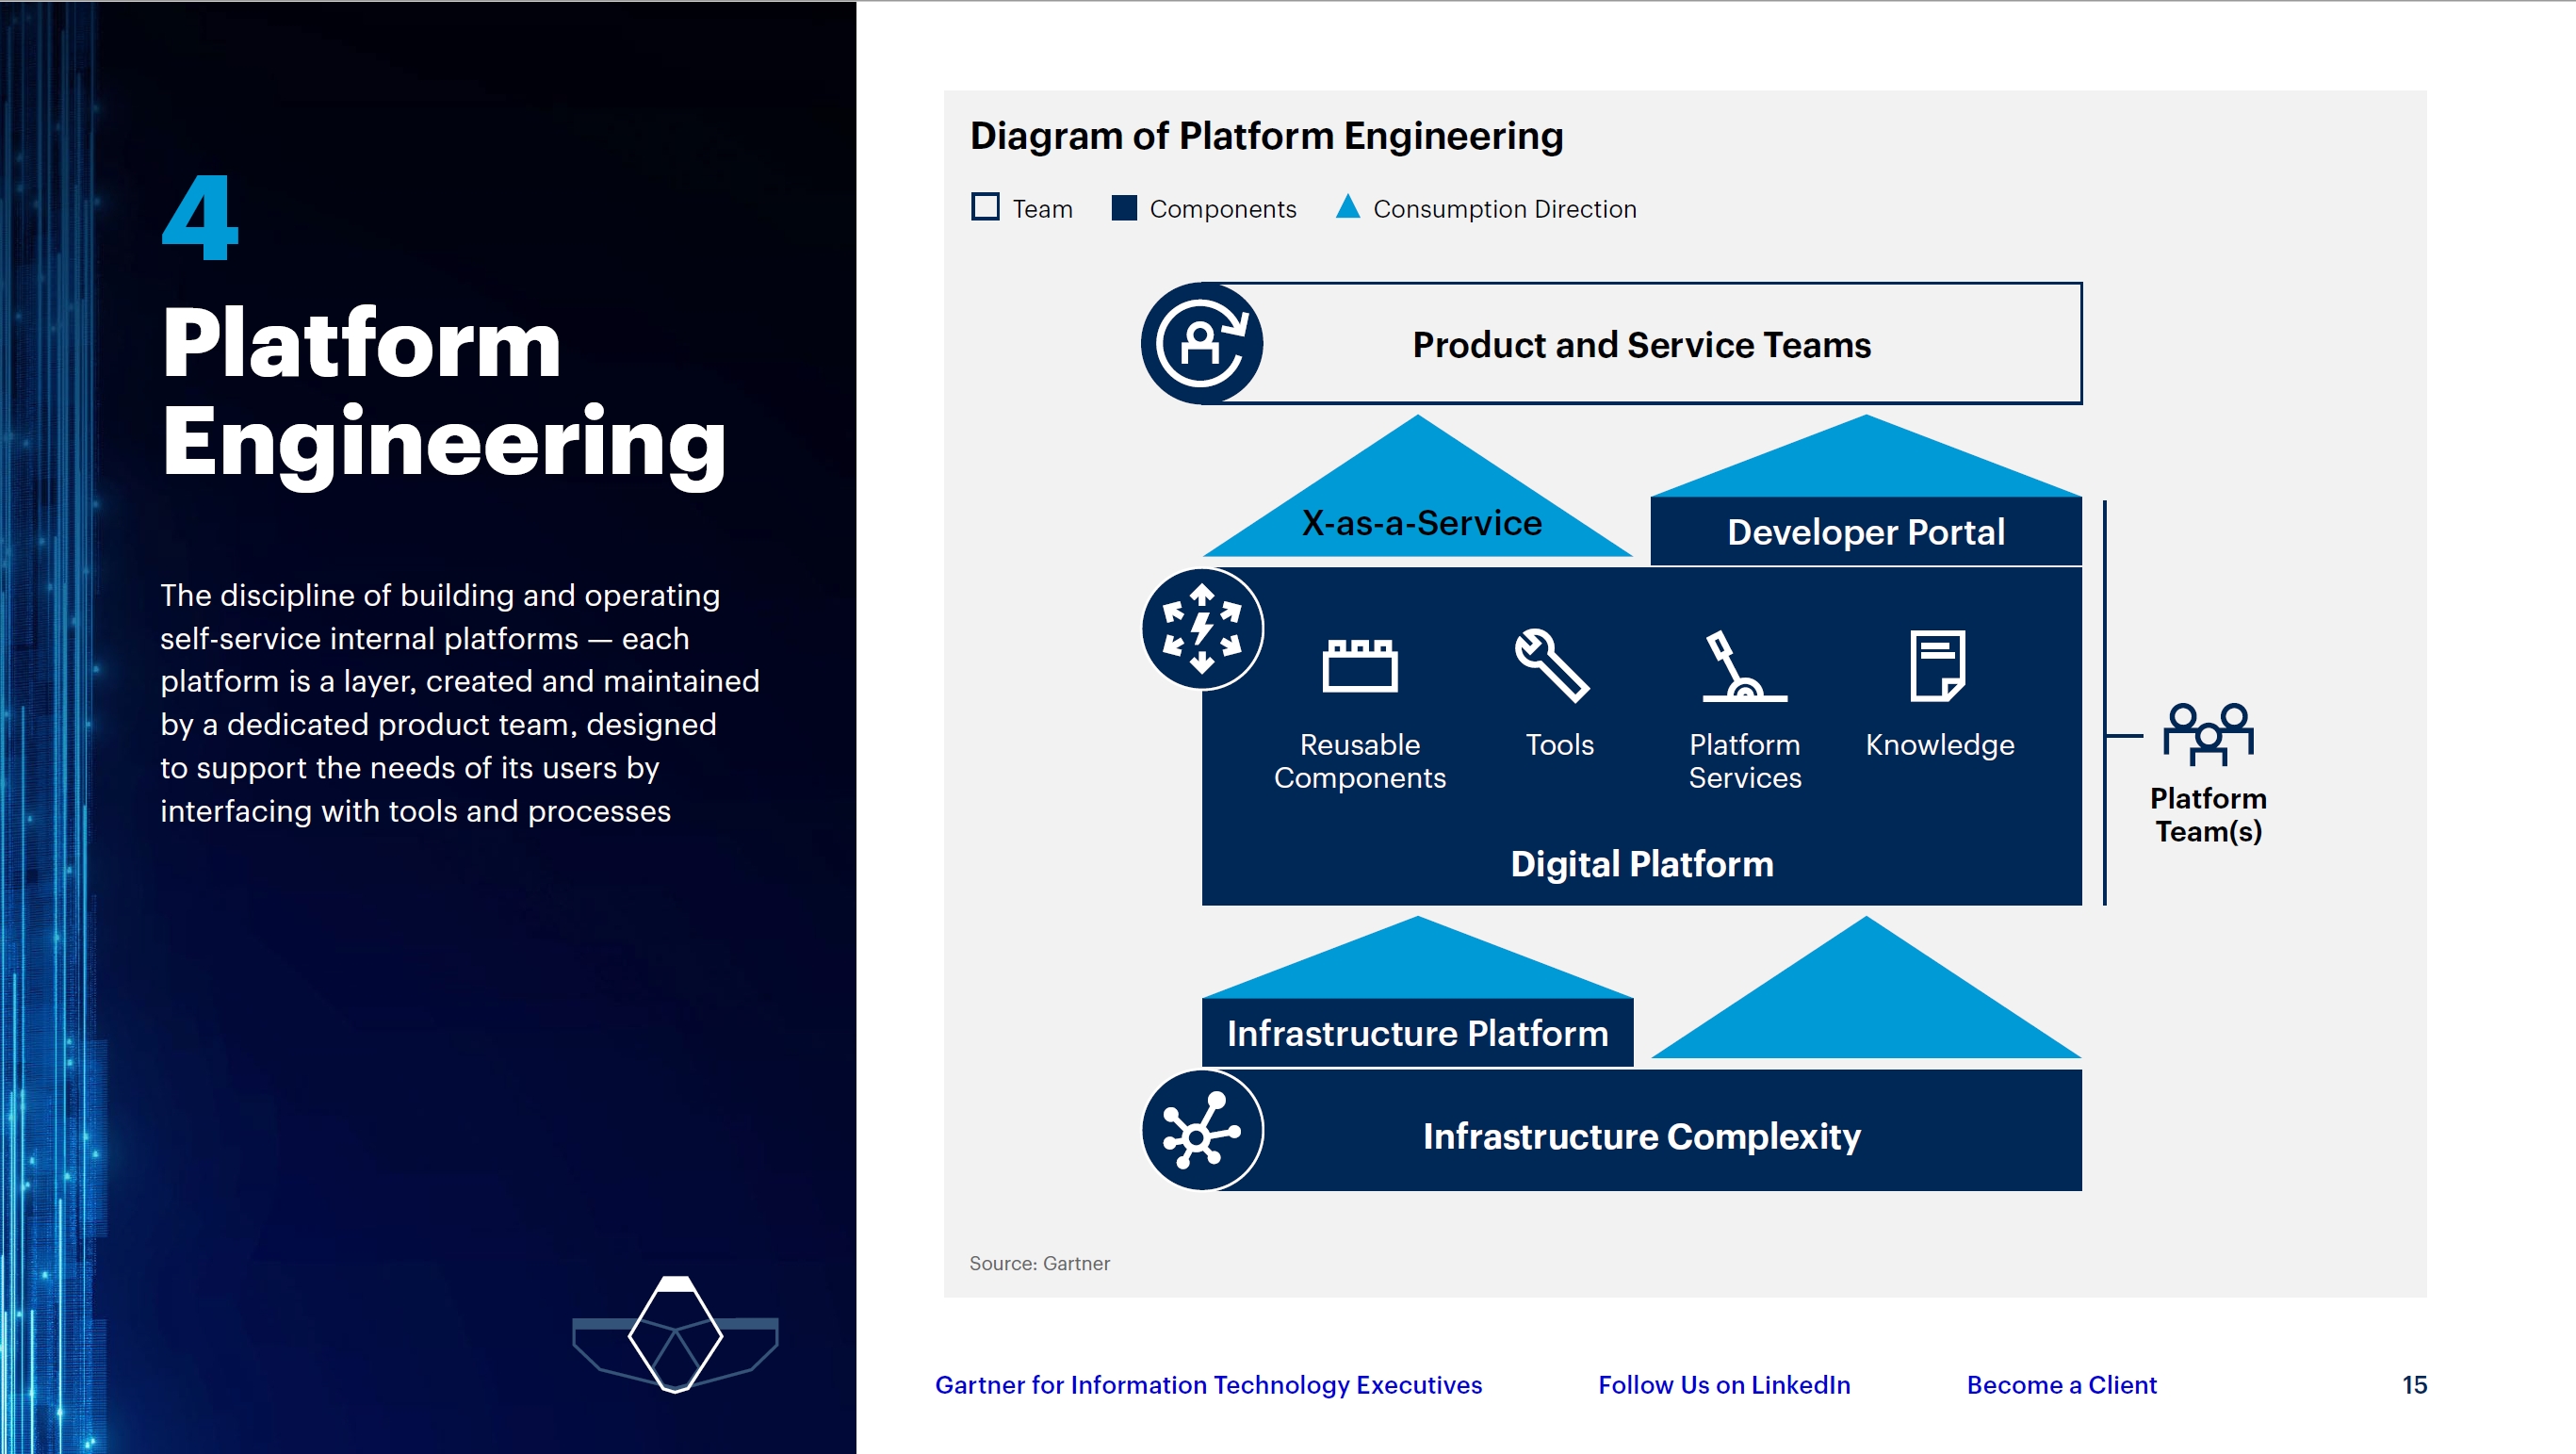 4
Platform
Engineering
The discipline of building and operating
self-service internal platforms — each
platform is a layer, created and maintained
by a dedicated product team, designed
to support the needs of its users by
interfacing with tools and processes
Diagram of Platform Engineering
Team Components Consumption Direction
Product and Service Teams
X-as-a-Service
Developer Portal
Reusable
Components
Tools
Platform
Services
Knowledge
Digital Platform
Platform
Team(s)
Infrastructure Platform
Infrastructure Complexity
Source: Gartner
Gartner for Information Technology Executives Follow Us on LinkedIn Become a Client 15